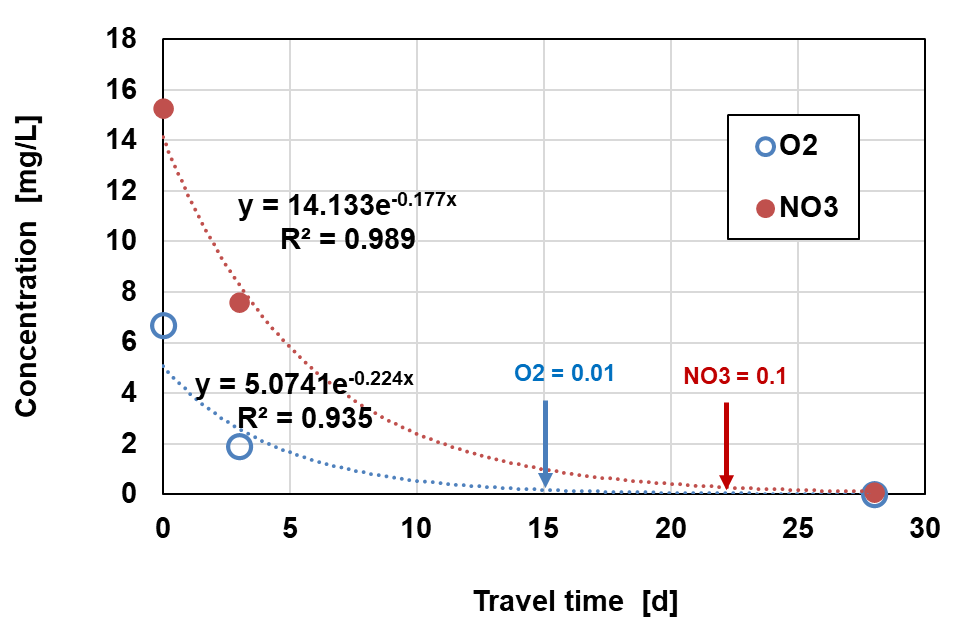 Concentration [mg/L]
18
16
14
12
10
8
6
4
2
0
y = 14.133e^-0.177x
R² = 0.989
y = 5.0741e^-0.224x
R² = 0.935
O2 = 0.01
NO3 = 0.1
O2
NO3
0 5 10 15 20 25 30
Travel time [d]